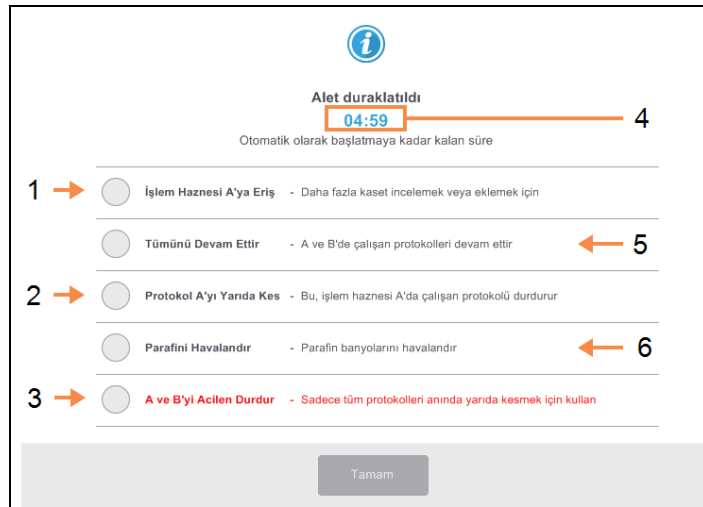 i
Alet duraklatıldı
04:59
4
Otomatik olarak başlatmaya kadar kalan süre
1
İşlem Haznesi A'ya Eriş - Daha fazla kaset incelemek veya eklemek için
Tümünü Devam Ettir - A ve B'de çalışan protokolleri devam ettir
5
2
Protokol A'yı Yarıda Kes - Bu, işlem haznesi A'da çalışan protokolü durdurur
Parafini Havalandır - Parafin banyolarını havalandır
6
3
A ve B'yi Acilen Durdur - Sadece tüm protokolleri anında yarıda kesmek için kullan
Tamam